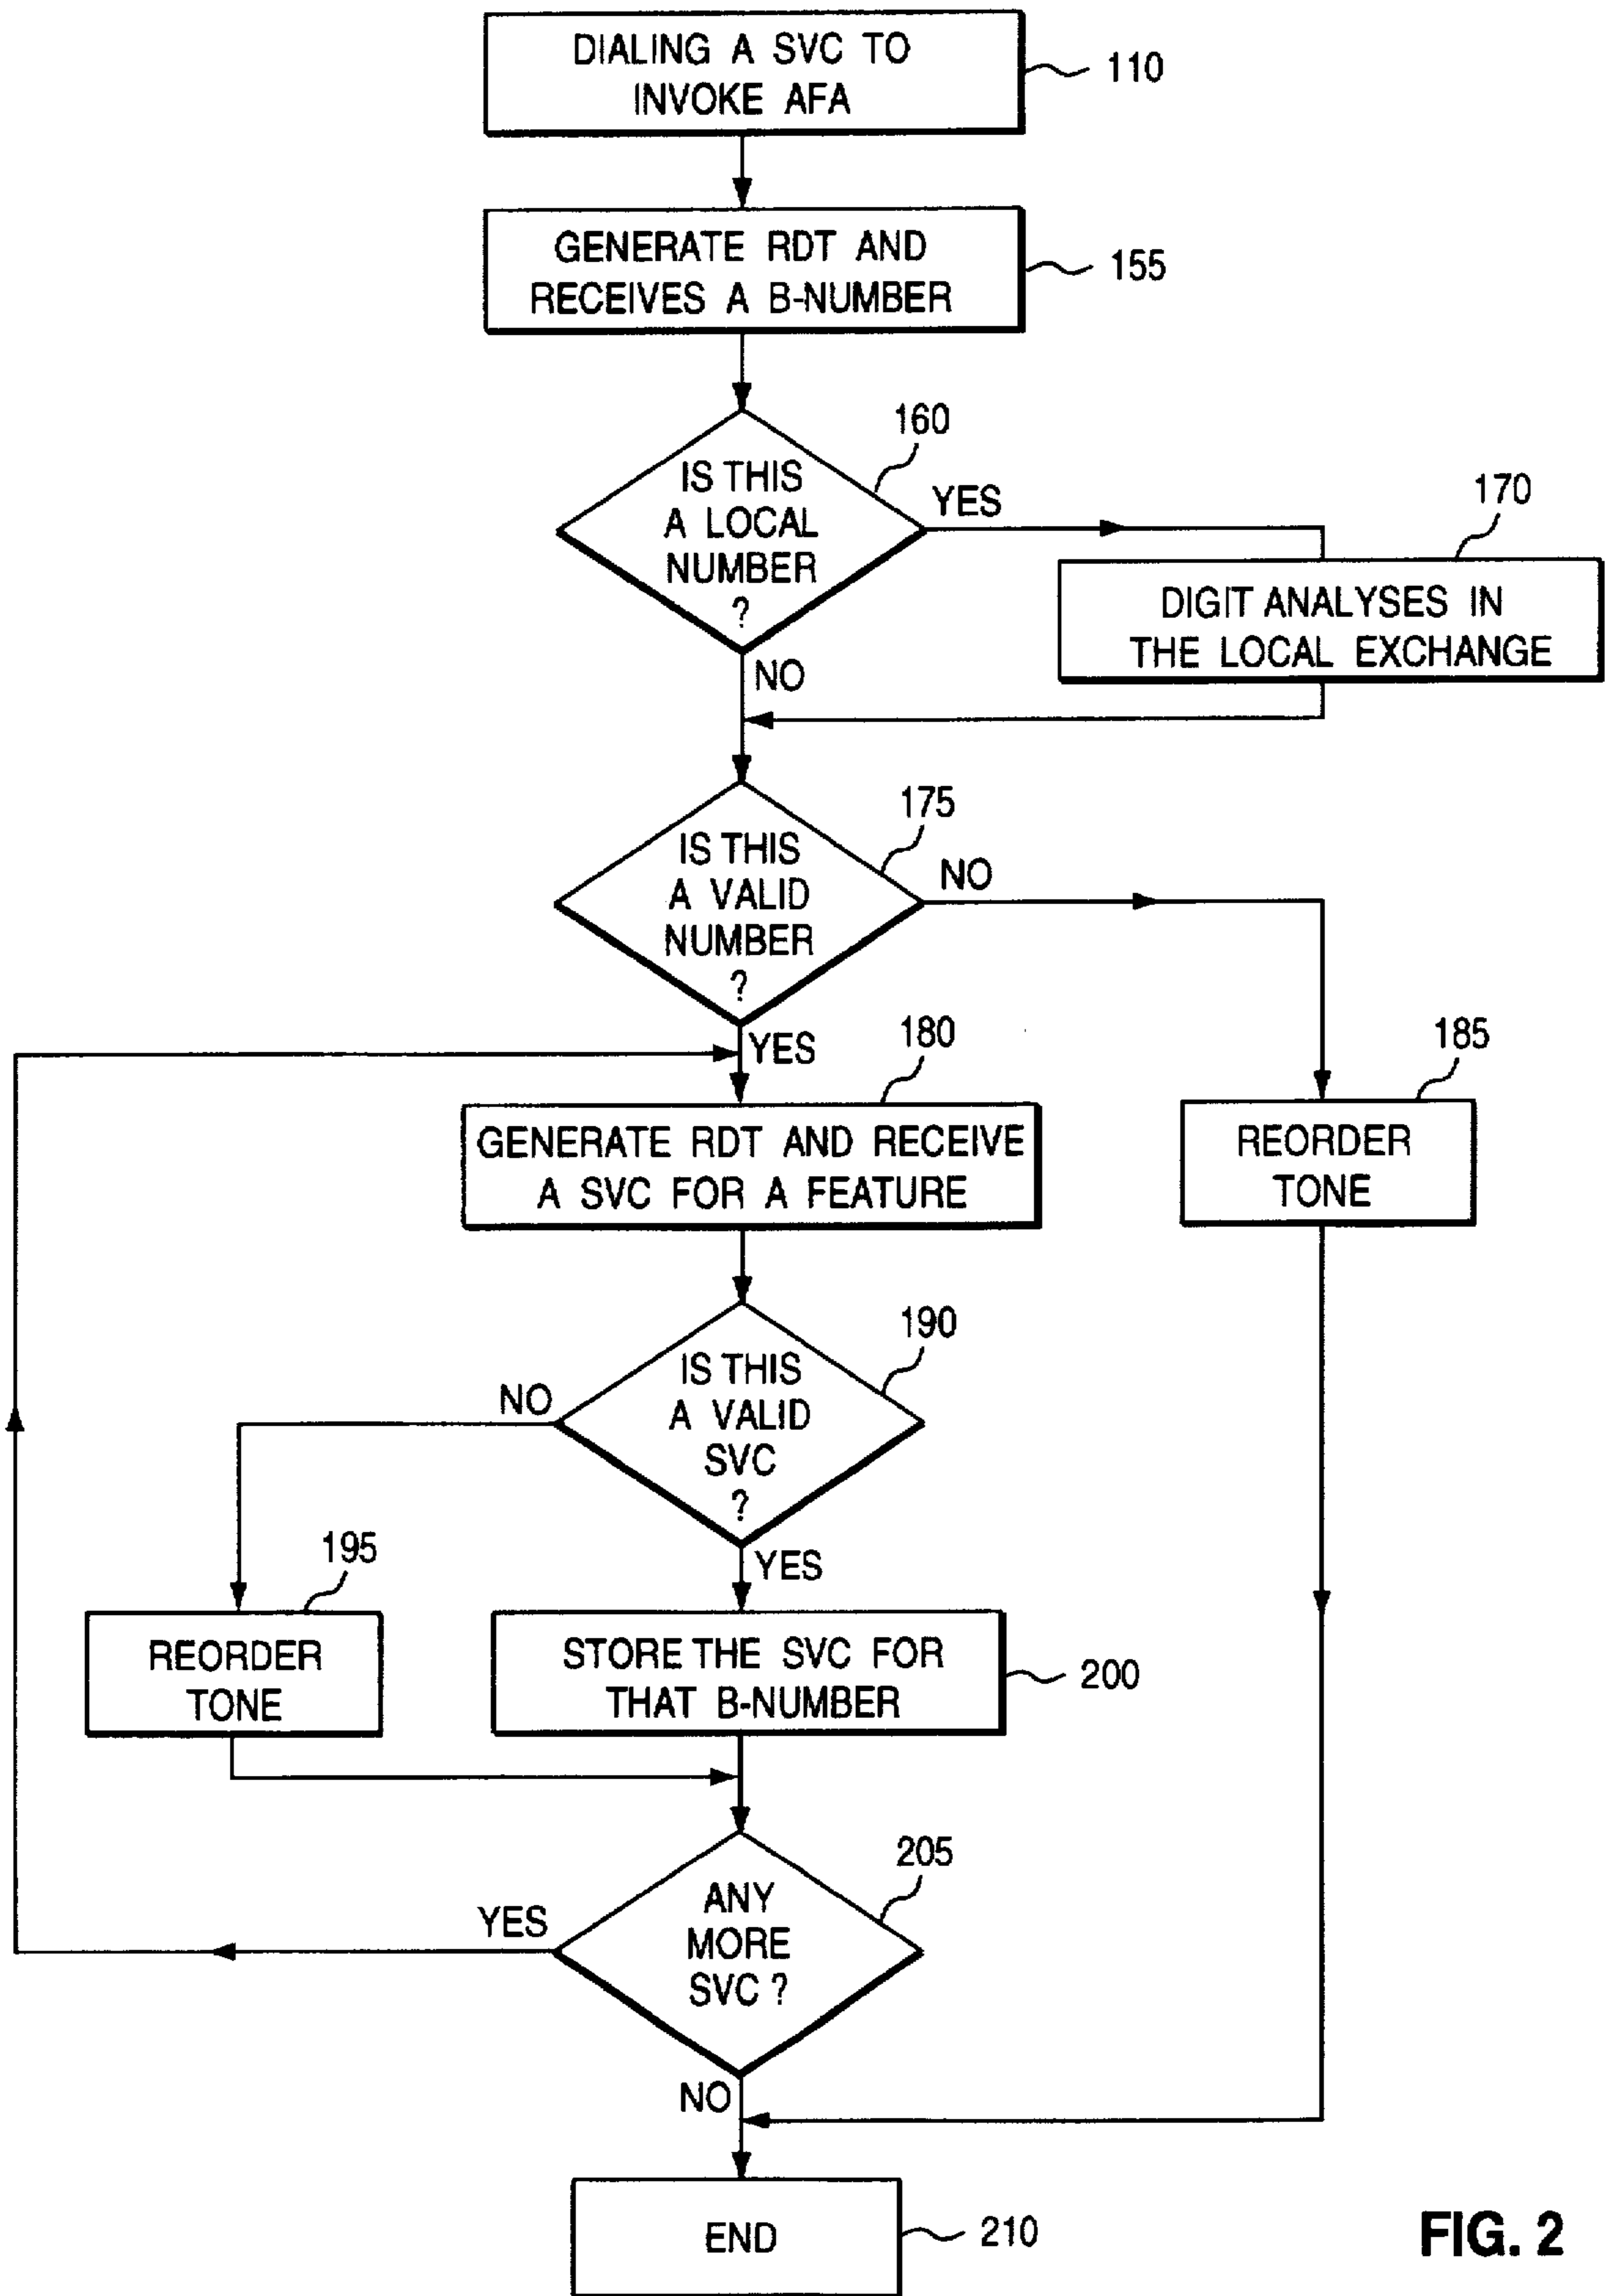 DIALING A SVC TO
INVOKE AFA
110
GENERATE RDT AND
RECEIVES A B-NUMBER
155
160
IS THIS
A LOCAL
NUMBER
?
YES
NO
170
DIGIT ANALYSES IN
THE LOCAL EXCHANGE
175
IS THIS
A VALID
NUMBER
?
NO
YES
180
GENERATE RDT AND RECEIVE
A SVC FOR A FEATURE
185
REORDER
TONE
190
IS THIS
A VALID
SVC
?
NO
YES
195
REORDER
TONE
STORE THE SVC FOR
THAT B-NUMBER
200
205
ANY
MORE
SVC ?
YES
NO
END
210
FIG. 2